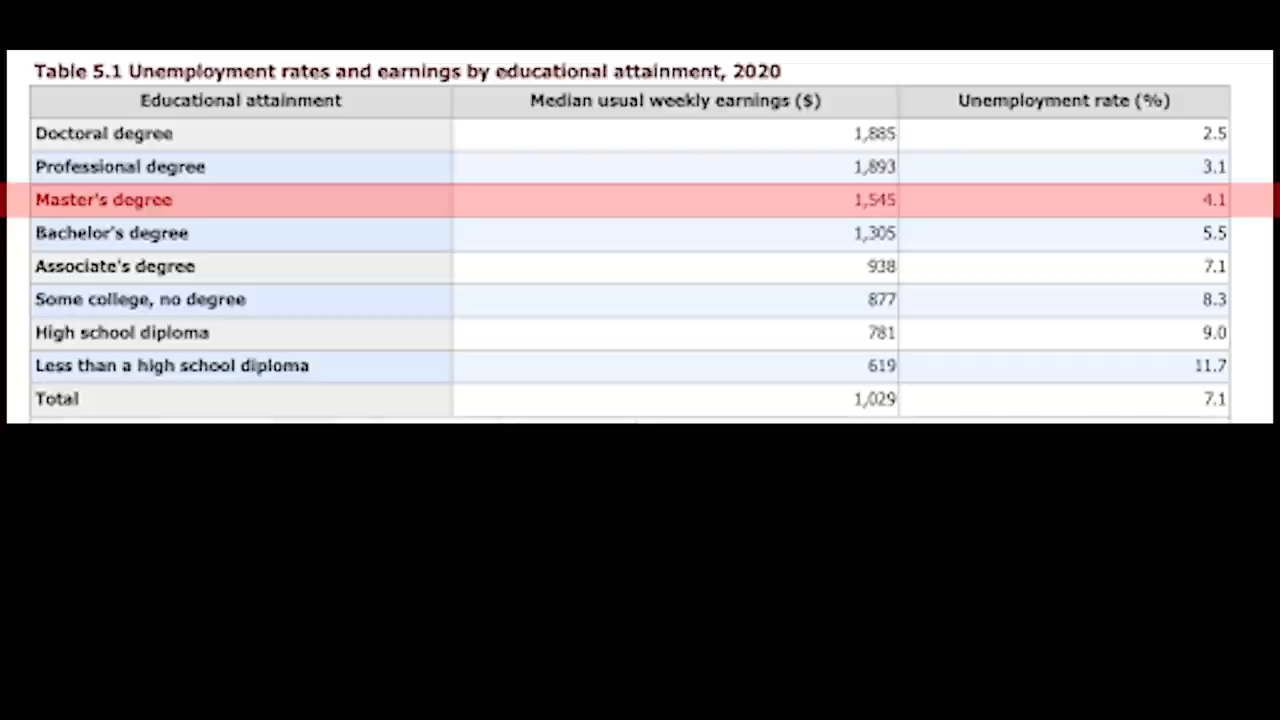 Table 5.1 Unemployment rates and earnings by educational attainment, 2020
Educational attainment Median usual weekly earnings ($) Unemployment rate (%)
Doctoral degree 1,885 2.5
Professional degree 1,893 3.1
Master's degree 1,545 4.1
Bachelor's degree 1,305 5.5
Associate's degree 938 7.1
Some college, no degree 877 8.3
High school diploma 781 9.0
Less than a high school diploma 619 11.7
Total 1,029 7.1